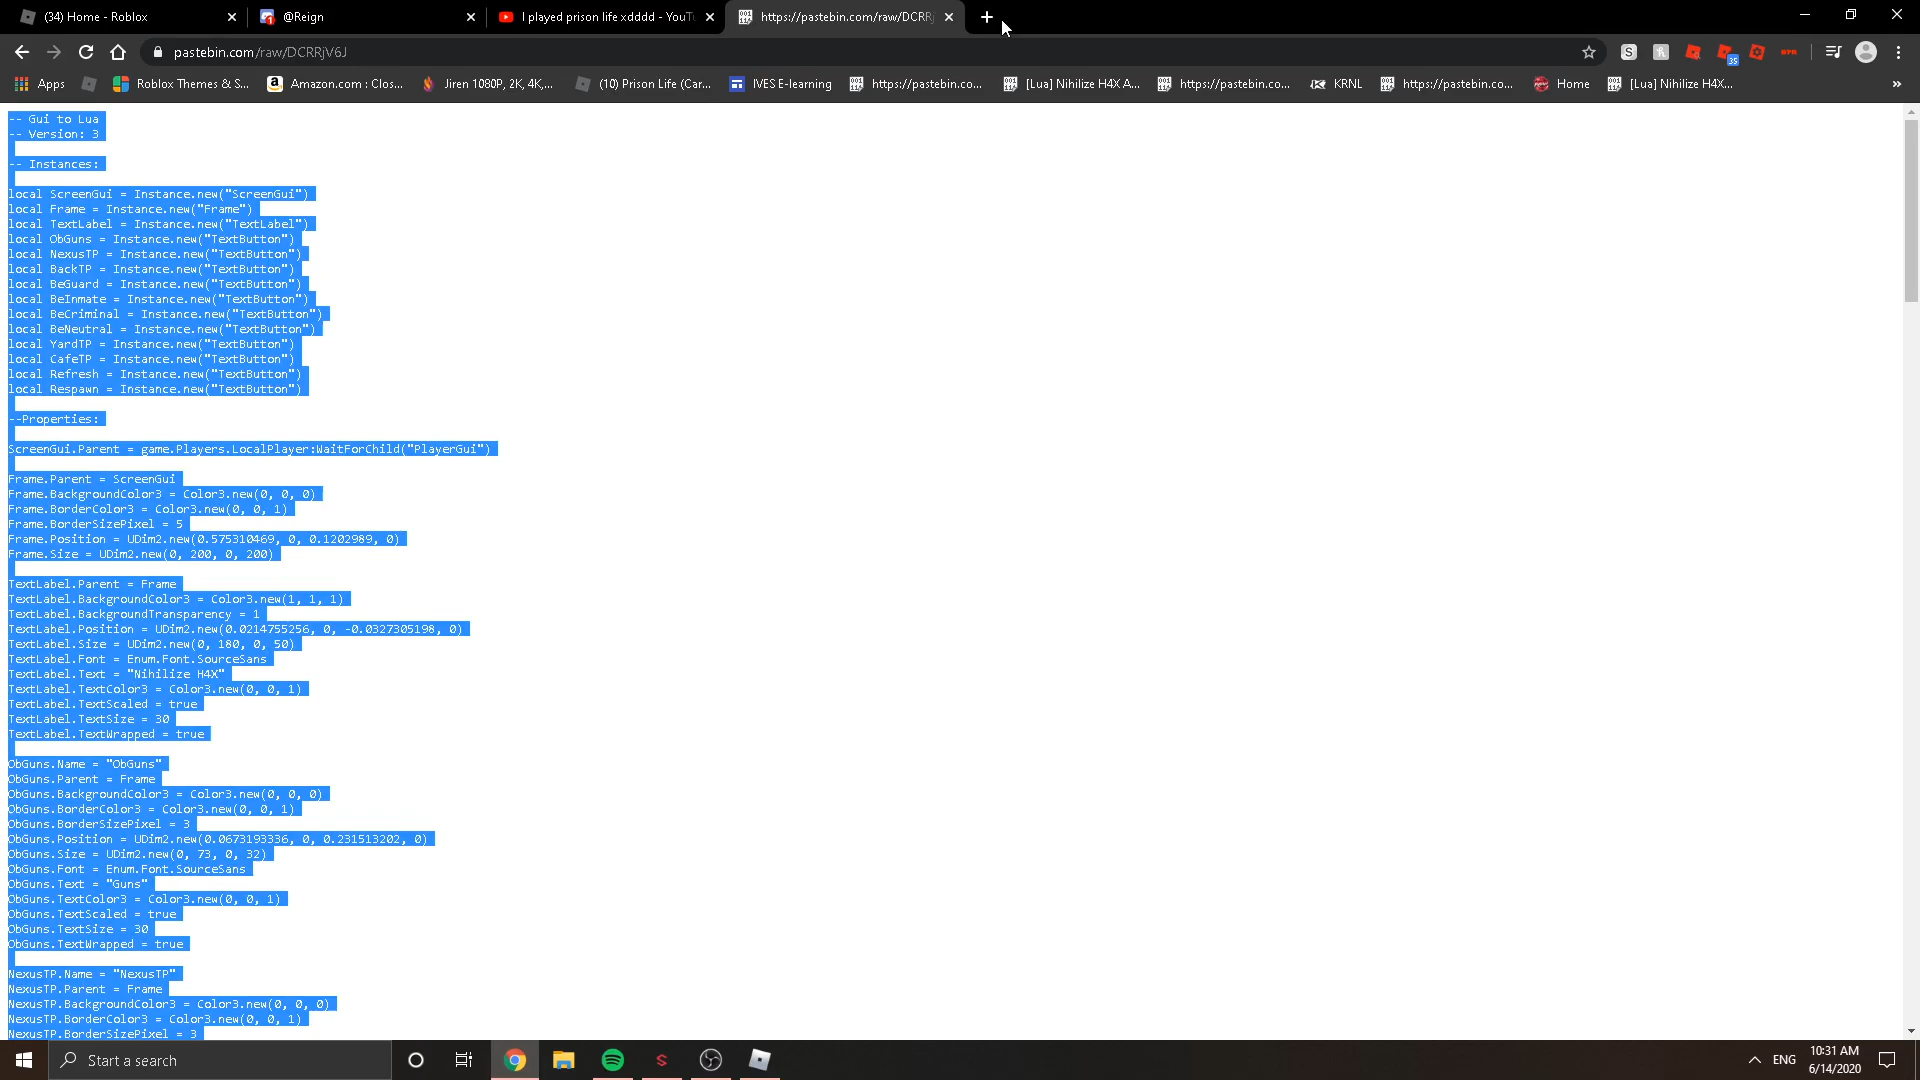 (34) Home - Roblox
@Reign
I played prison life xdddd - YouTu
https://pastebin.com/raw/DCRRj
pastebin.com/raw/DCRRjV6J
35
Apps
Roblox Themes & S...
Amazon.com : Clos...
Jiren 1080P, 2K, 4K,...
(10) Prison Life (Car...
IVES E-learning
https://pastebin.co...
[Lua] Nihilize H4X A...
https://pastebin.co...
KRNL
https://pastebin.co...
Home
[Lua] Nihilize H4X...
»
-- Gui to Lua
-- Version: 3
-- Instances:
local ScreenGui = Instance.new("ScreenGui")
local Frame = Instance.new("Frame")
local TextLabel = Instance.new("TextLabel")
local ObGuns = Instance.new("TextButton")
local NexusTP = Instance.new("TextButton")
local BackTP = Instance.new("TextButton")
local BeGuard = Instance.new("TextButton")
local BeInmate = Instance.new("TextButton")
local BeCriminal = Instance.new("TextButton")
local BeNeutral = Instance.new("TextButton")
local YardTP = Instance.new("TextButton")
local CafeTP = Instance.new("TextButton")
local Refresh = Instance.new("TextButton")
local Respawn = Instance.new("TextButton")
--Properties:
ScreenGui.Parent = game.Players.LocalPlayer:WaitForChild("PlayerGui")
Frame.Parent = ScreenGui
Frame.BackgroundColor3 = Color3.new(0, 0, 0)
Frame.BorderColor3 = Color3.new(0, 0, 1)
Frame.BorderSizePixel = 5
Frame.Position = UDim2.new(0.575310469, 0, 0.1202989, 0)
Frame.Size = UDim2.new(0, 200, 0, 200)
TextLabel.Parent = Frame
TextLabel.BackgroundColor3 = Color3.new(1, 1, 1)
TextLabel.BackgroundTransparency = 1
TextLabel.Position = UDim2.new(0.0214755256, 0, -0.0327305198, 0)
TextLabel.Size = UDim2.new(0, 180, 0, 50)
TextLabel.Font = Enum.Font.SourceSans
TextLabel.Text = "Nihilize H4X"
TextLabel.TextColor3 = Color3.new(0, 0, 1)
TextLabel.TextScaled = true
TextLabel.TextSize = 30
TextLabel.TextWrapped = true
ObGuns.Name = "ObGuns"
ObGuns.Parent = Frame
ObGuns.BackgroundColor3 = Color3.new(0, 0, 0)
ObGuns.BorderColor3 = Color3.new(0, 0, 1)
ObGuns.BorderSizePixel = 3
ObGuns.Position = UDim2.new(0.0673193336, 0, 0.231513202, 0)
ObGuns.Size = UDim2.new(0, 73, 0, 32)
ObGuns.Font = Enum.Font.SourceSans
ObGuns.Text = "Guns"
ObGuns.TextColor3 = Color3.new(0, 0, 1)
ObGuns.TextScaled = true
ObGuns.TextSize = 30
ObGuns.TextWrapped = true
NexusTP.Name = "NexusTP"
NexusTP.Parent = Frame
NexusTP.BackgroundColor3 = Color3.new(0, 0, 0)
NexusTP.BorderColor3 = Color3.new(0, 0, 1)
NexusTP.BorderSizePixel = 3
Start a search
ENG
10:31 AM
6/14/2020